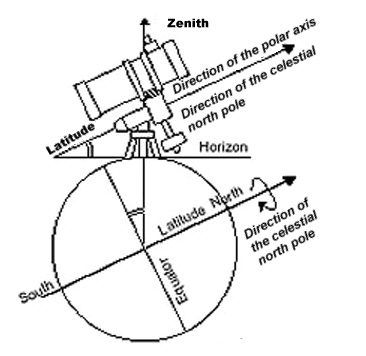 Zenith
Direction of the polar axis
Direction of the celestial
north pole
Latitude
Horizon
Latitude North
Direction of
the celestial
north pole
Equator
South